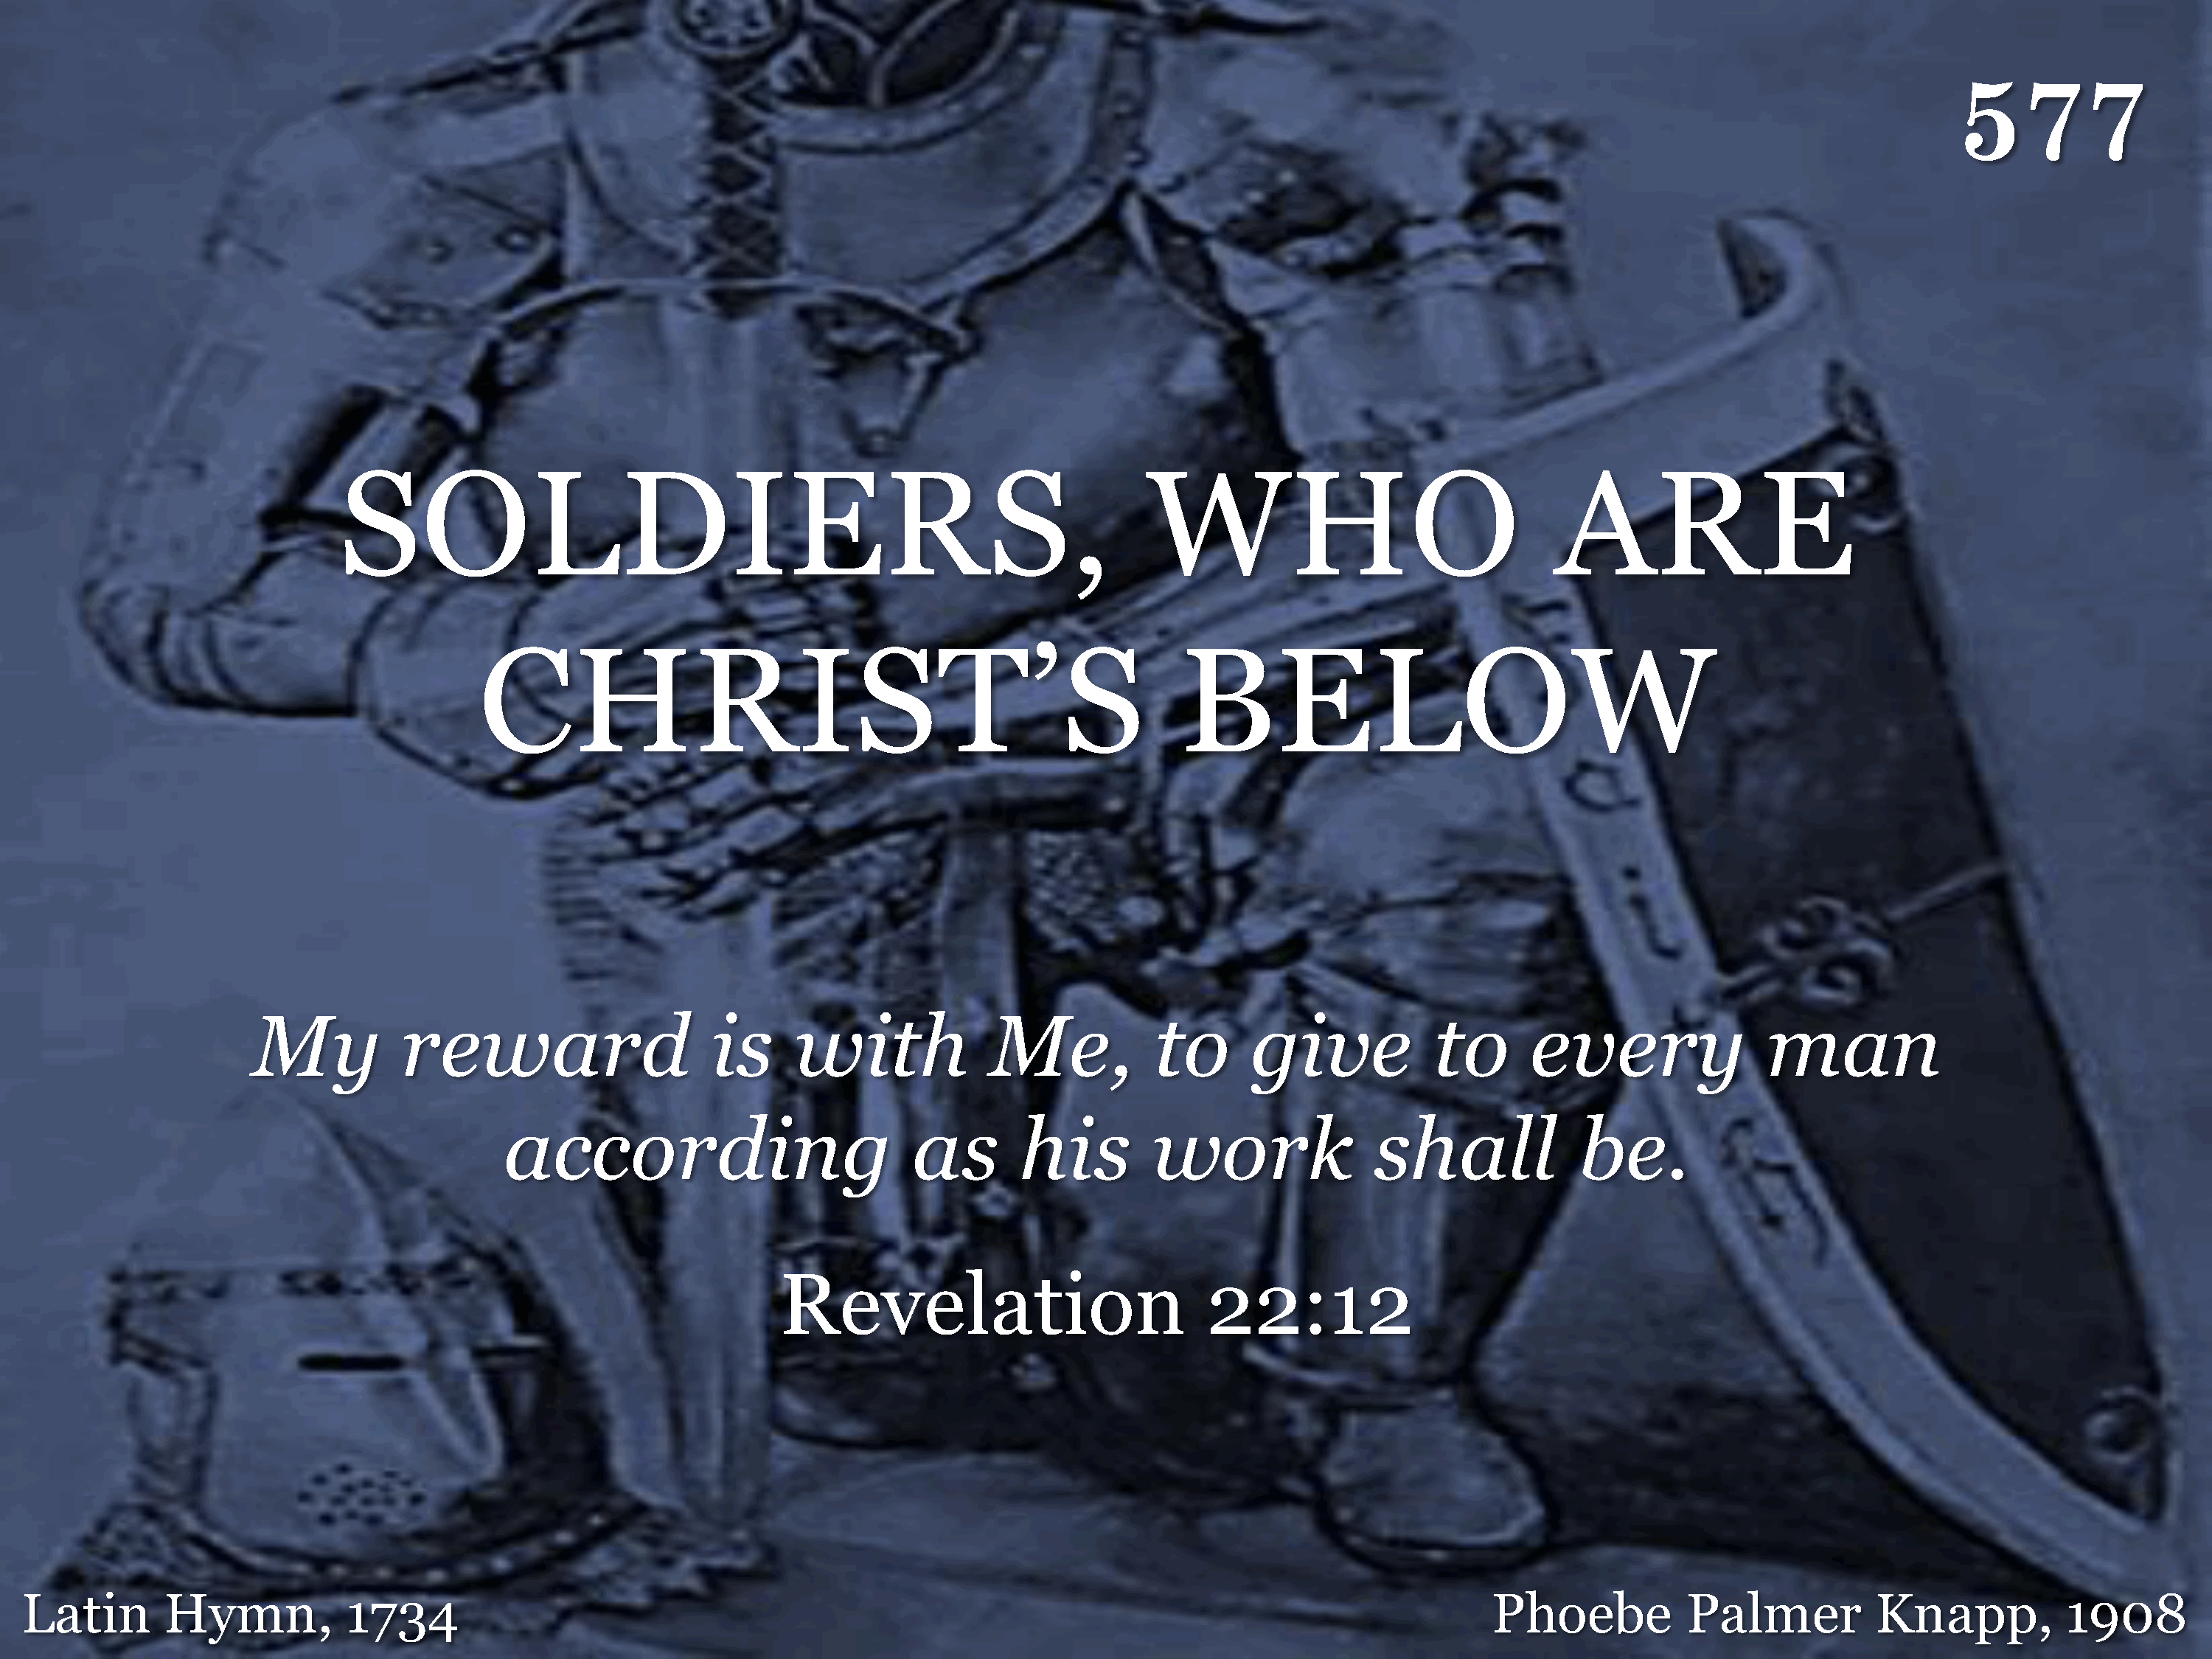 577
SOLDIERS, WHO ARE
CHRIST’S BELOW
My reward is with Me, to give to every man
according as his work shall be.
Revelation 22:12
Latin Hymn, 1734
Phoebe Palmer Knapp, 1908